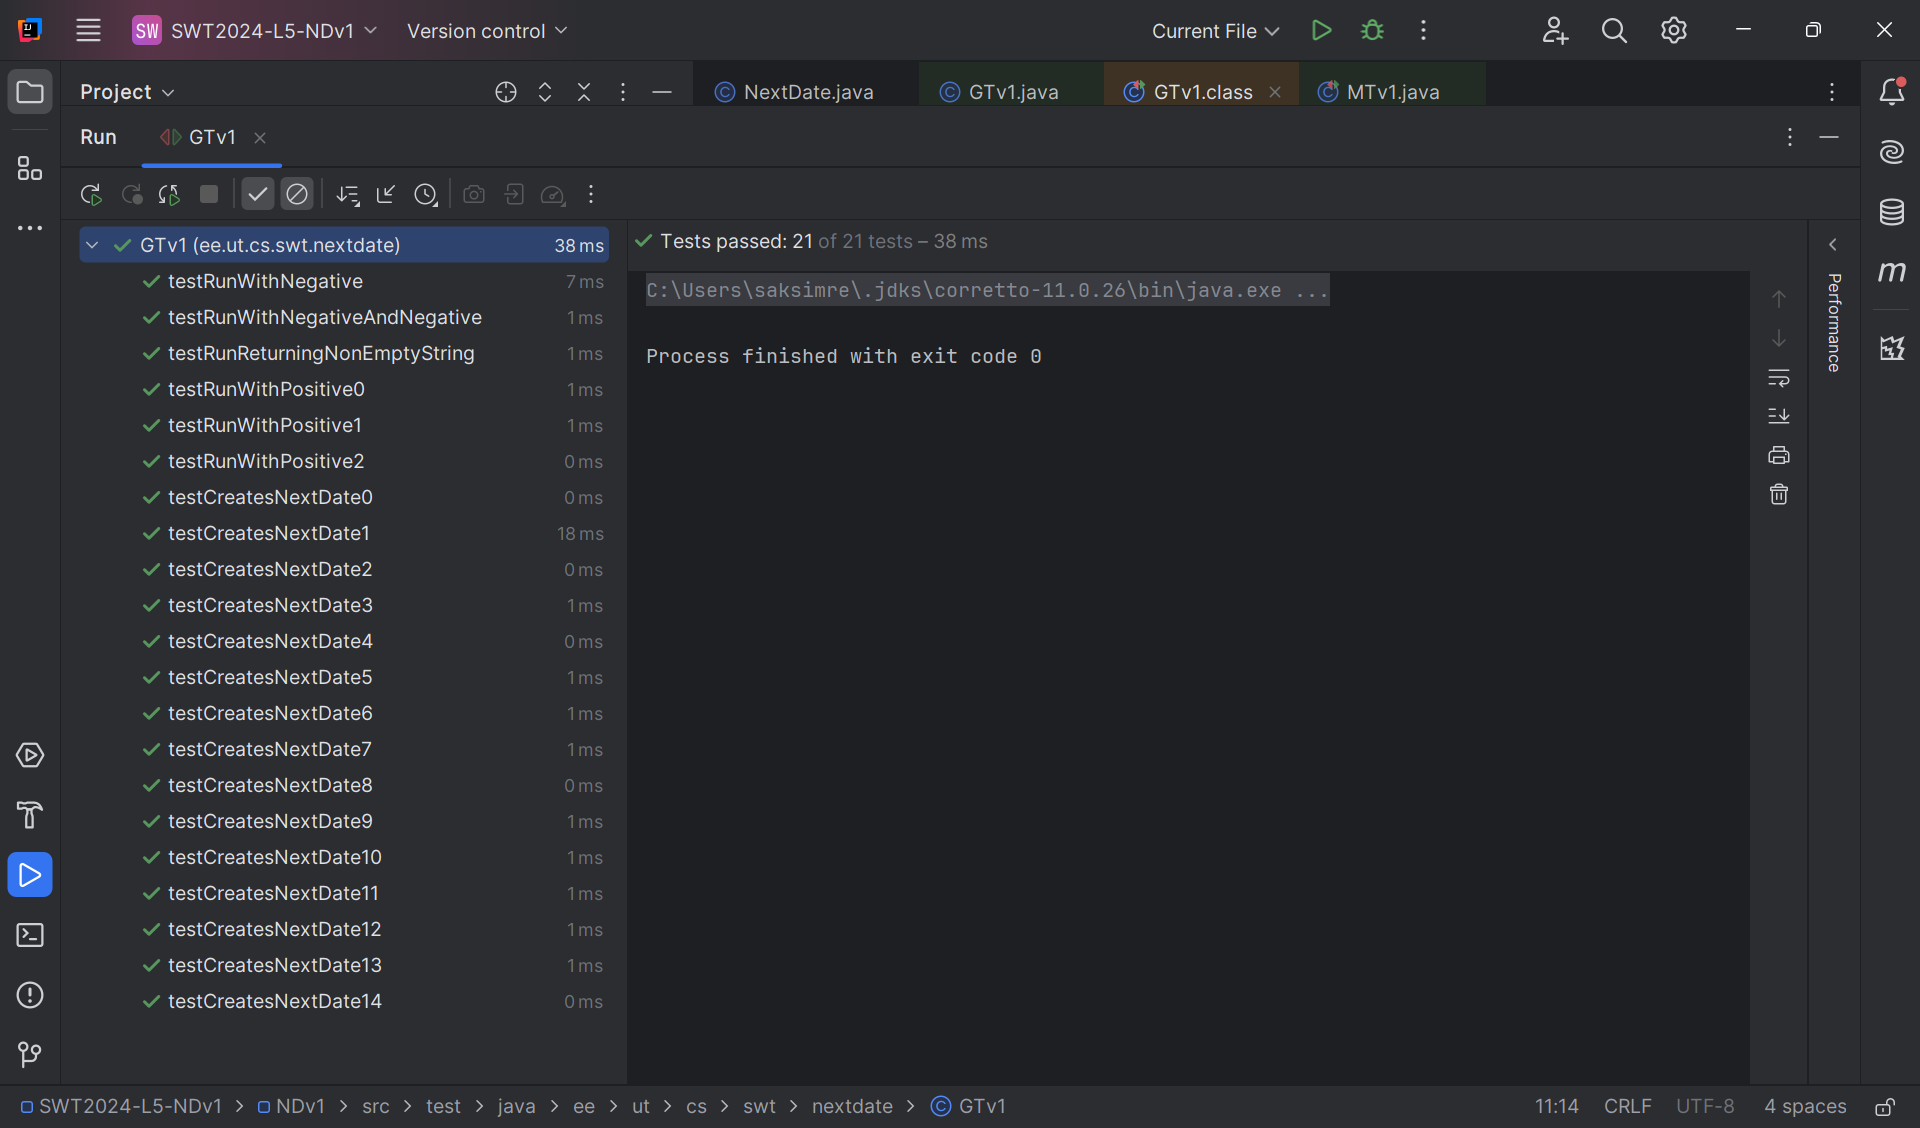 SW SWT2024-L5-NDv1 Version control Current File
Project NextDate.java GTv1.java GTv1.class MTv1.java
Run GTv1
GTv1 (ee.ut.cs.swt.nextdate) 38 ms
testRunWithNegative 7 ms
testRunWithNegativeAndNegative 1 ms
testRunReturningNonEmptyString 1 ms
testRunWithPositive0 1 ms
testRunWithPositive1 1 ms
testRunWithPositive2 0 ms
testCreatesNextDate0 0 ms
testCreatesNextDate1 18 ms
testCreatesNextDate2 0 ms
testCreatesNextDate3 1 ms
testCreatesNextDate4 0 ms
testCreatesNextDate5 1 ms
testCreatesNextDate6 1 ms
testCreatesNextDate7 1 ms
testCreatesNextDate8 0 ms
testCreatesNextDate9 1 ms
testCreatesNextDate10 1 ms
testCreatesNextDate11 1 ms
testCreatesNextDate12 1 ms
testCreatesNextDate13 1 ms
testCreatesNextDate14 0 ms
Tests passed: 21 of 21 tests – 38 ms
C:\Users\saksimre\.jdks\corretto-11.0.26\bin\java.exe ...
Process finished with exit code 0
Performance
m
SWT2024-L5-NDv1 > NDv1 > src > test > java > ee > ut > cs > swt > nextdate > GTv1 11:14 CRLF UTF-8 4 spaces